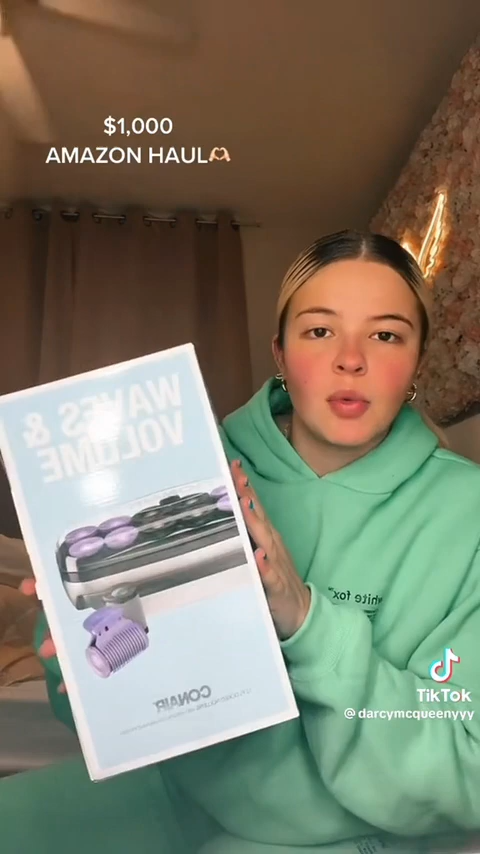 $1,000
AMAZON HAUL🫶🏻
WAVES &
VOLUME
CONAIR
white fox
TikTok
@darcymcqueenyyy